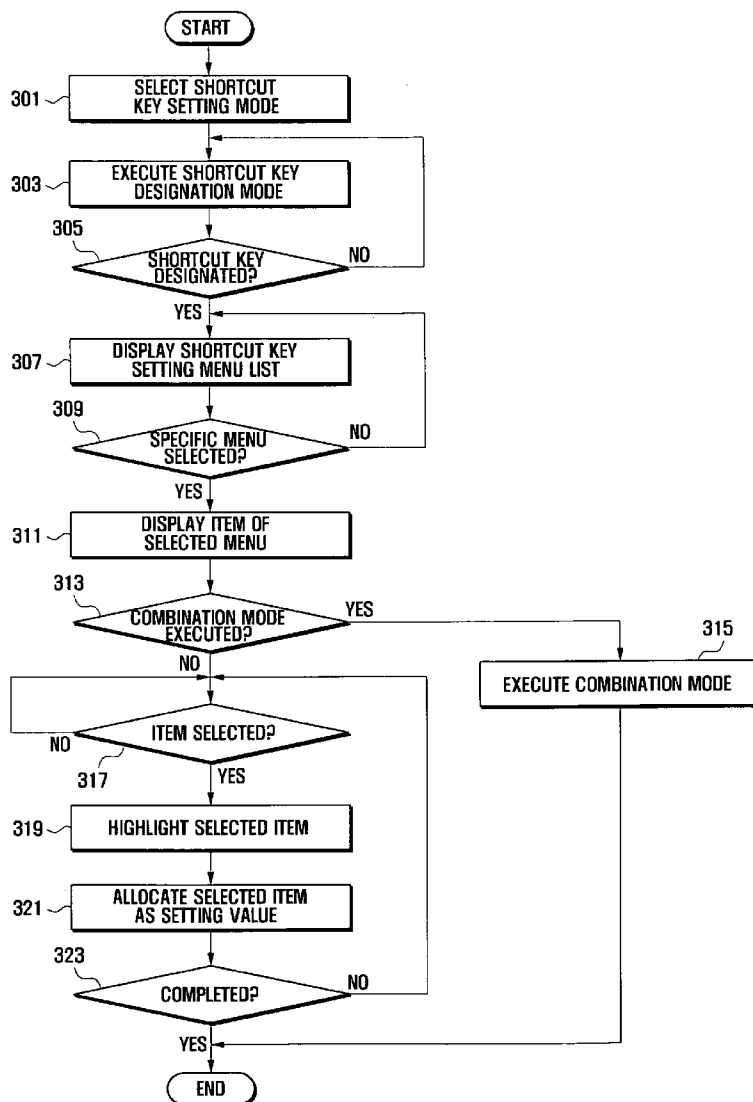 START
301
SELECT SHORTCUT
KEY SETTING MODE
303
EXECUTE SHORTCUT KEY
DESIGNATION MODE
305
SHORTCUT KEY
DESIGNATED?
NO
YES
307
DISPLAY SHORTCUT KEY
SETTING MENU LIST
309
SPECIFIC MENU
SELECTED?
NO
YES
311
DISPLAY ITEM OF
SELECTED MENU
313
COMBINATION MODE
EXECUTED?
YES
NO
315
EXECUTE COMBINATION MODE
ITEM SELECTED?
NO
317
YES
319
HIGHLIGHT SELECTED ITEM
321
ALLOCATE SELECTED ITEM
AS SETTING VALUE
323
COMPLETED?
NO
YES
END